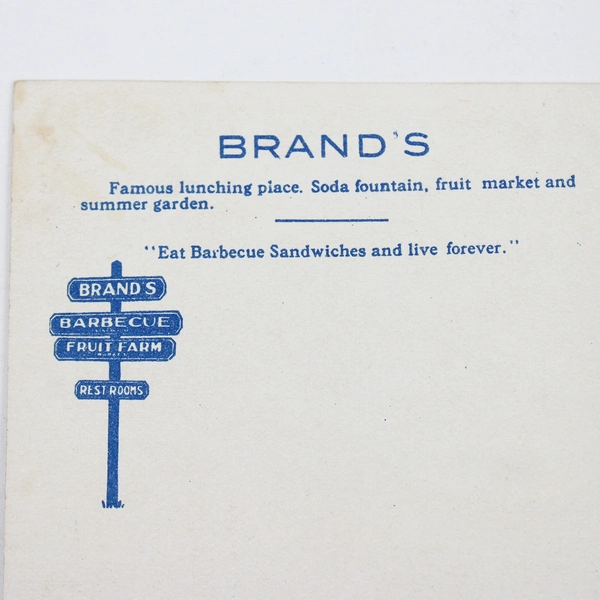 BRAND'S
Famous lunching place. Soda fountain, fruit market and
summer garden.
"Eat Barbecue Sandwiches and live forever."
BRAND'S
BARBECUE
FRUIT FARM
REST ROOMS